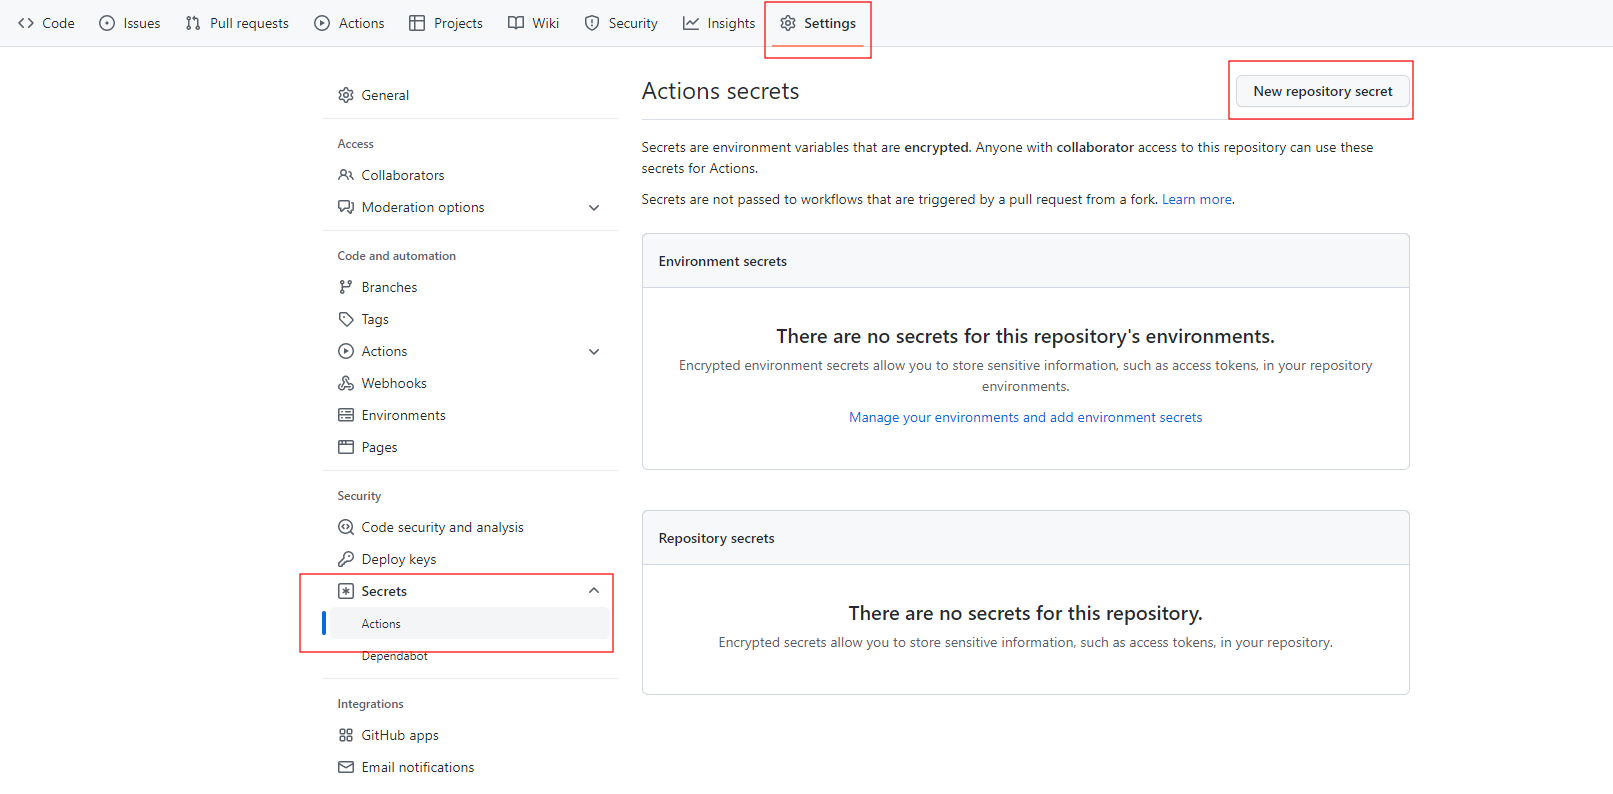 Code Issues Pull requests Actions Projects Wiki Security Insights Settings
General
Access
Collaborators
Moderation options
Code and automation
Branches
Tags
Actions
Webhooks
Environments
Pages
Security
Code security and analysis
Deploy keys
Secrets
Actions
Dependabot
Integrations
GitHub apps
Email notifications
Actions secrets
New repository secret
Secrets are environment variables that are encrypted. Anyone with collaborator access to this repository can use these
secrets for Actions.
Secrets are not passed to workflows that are triggered by a pull request from a fork. Learn more.
Environment secrets
There are no secrets for this repository's environments.
Encrypted environment secrets allow you to store sensitive information, such as access tokens, in your repository
environments.
Manage your environments and add environment secrets
Repository secrets
There are no secrets for this repository.
Encrypted secrets allow you to store sensitive information, such as access tokens, in your repository.